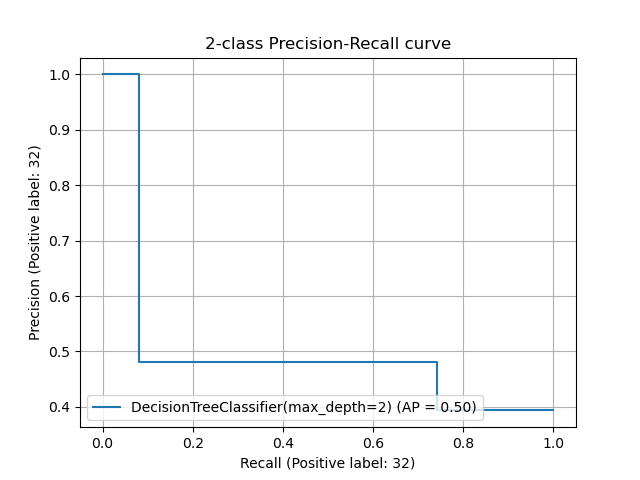 2-class Precision-Recall curve
1.0
0.9
0.8
0.7
0.6
0.5
0.4
Precision (Positive label: 32)
DecisionTreeClassifier(max_depth=2) (AP = 0.50)
0.0 0.2 0.4 0.6 0.8 1.0
Recall (Positive label: 32)